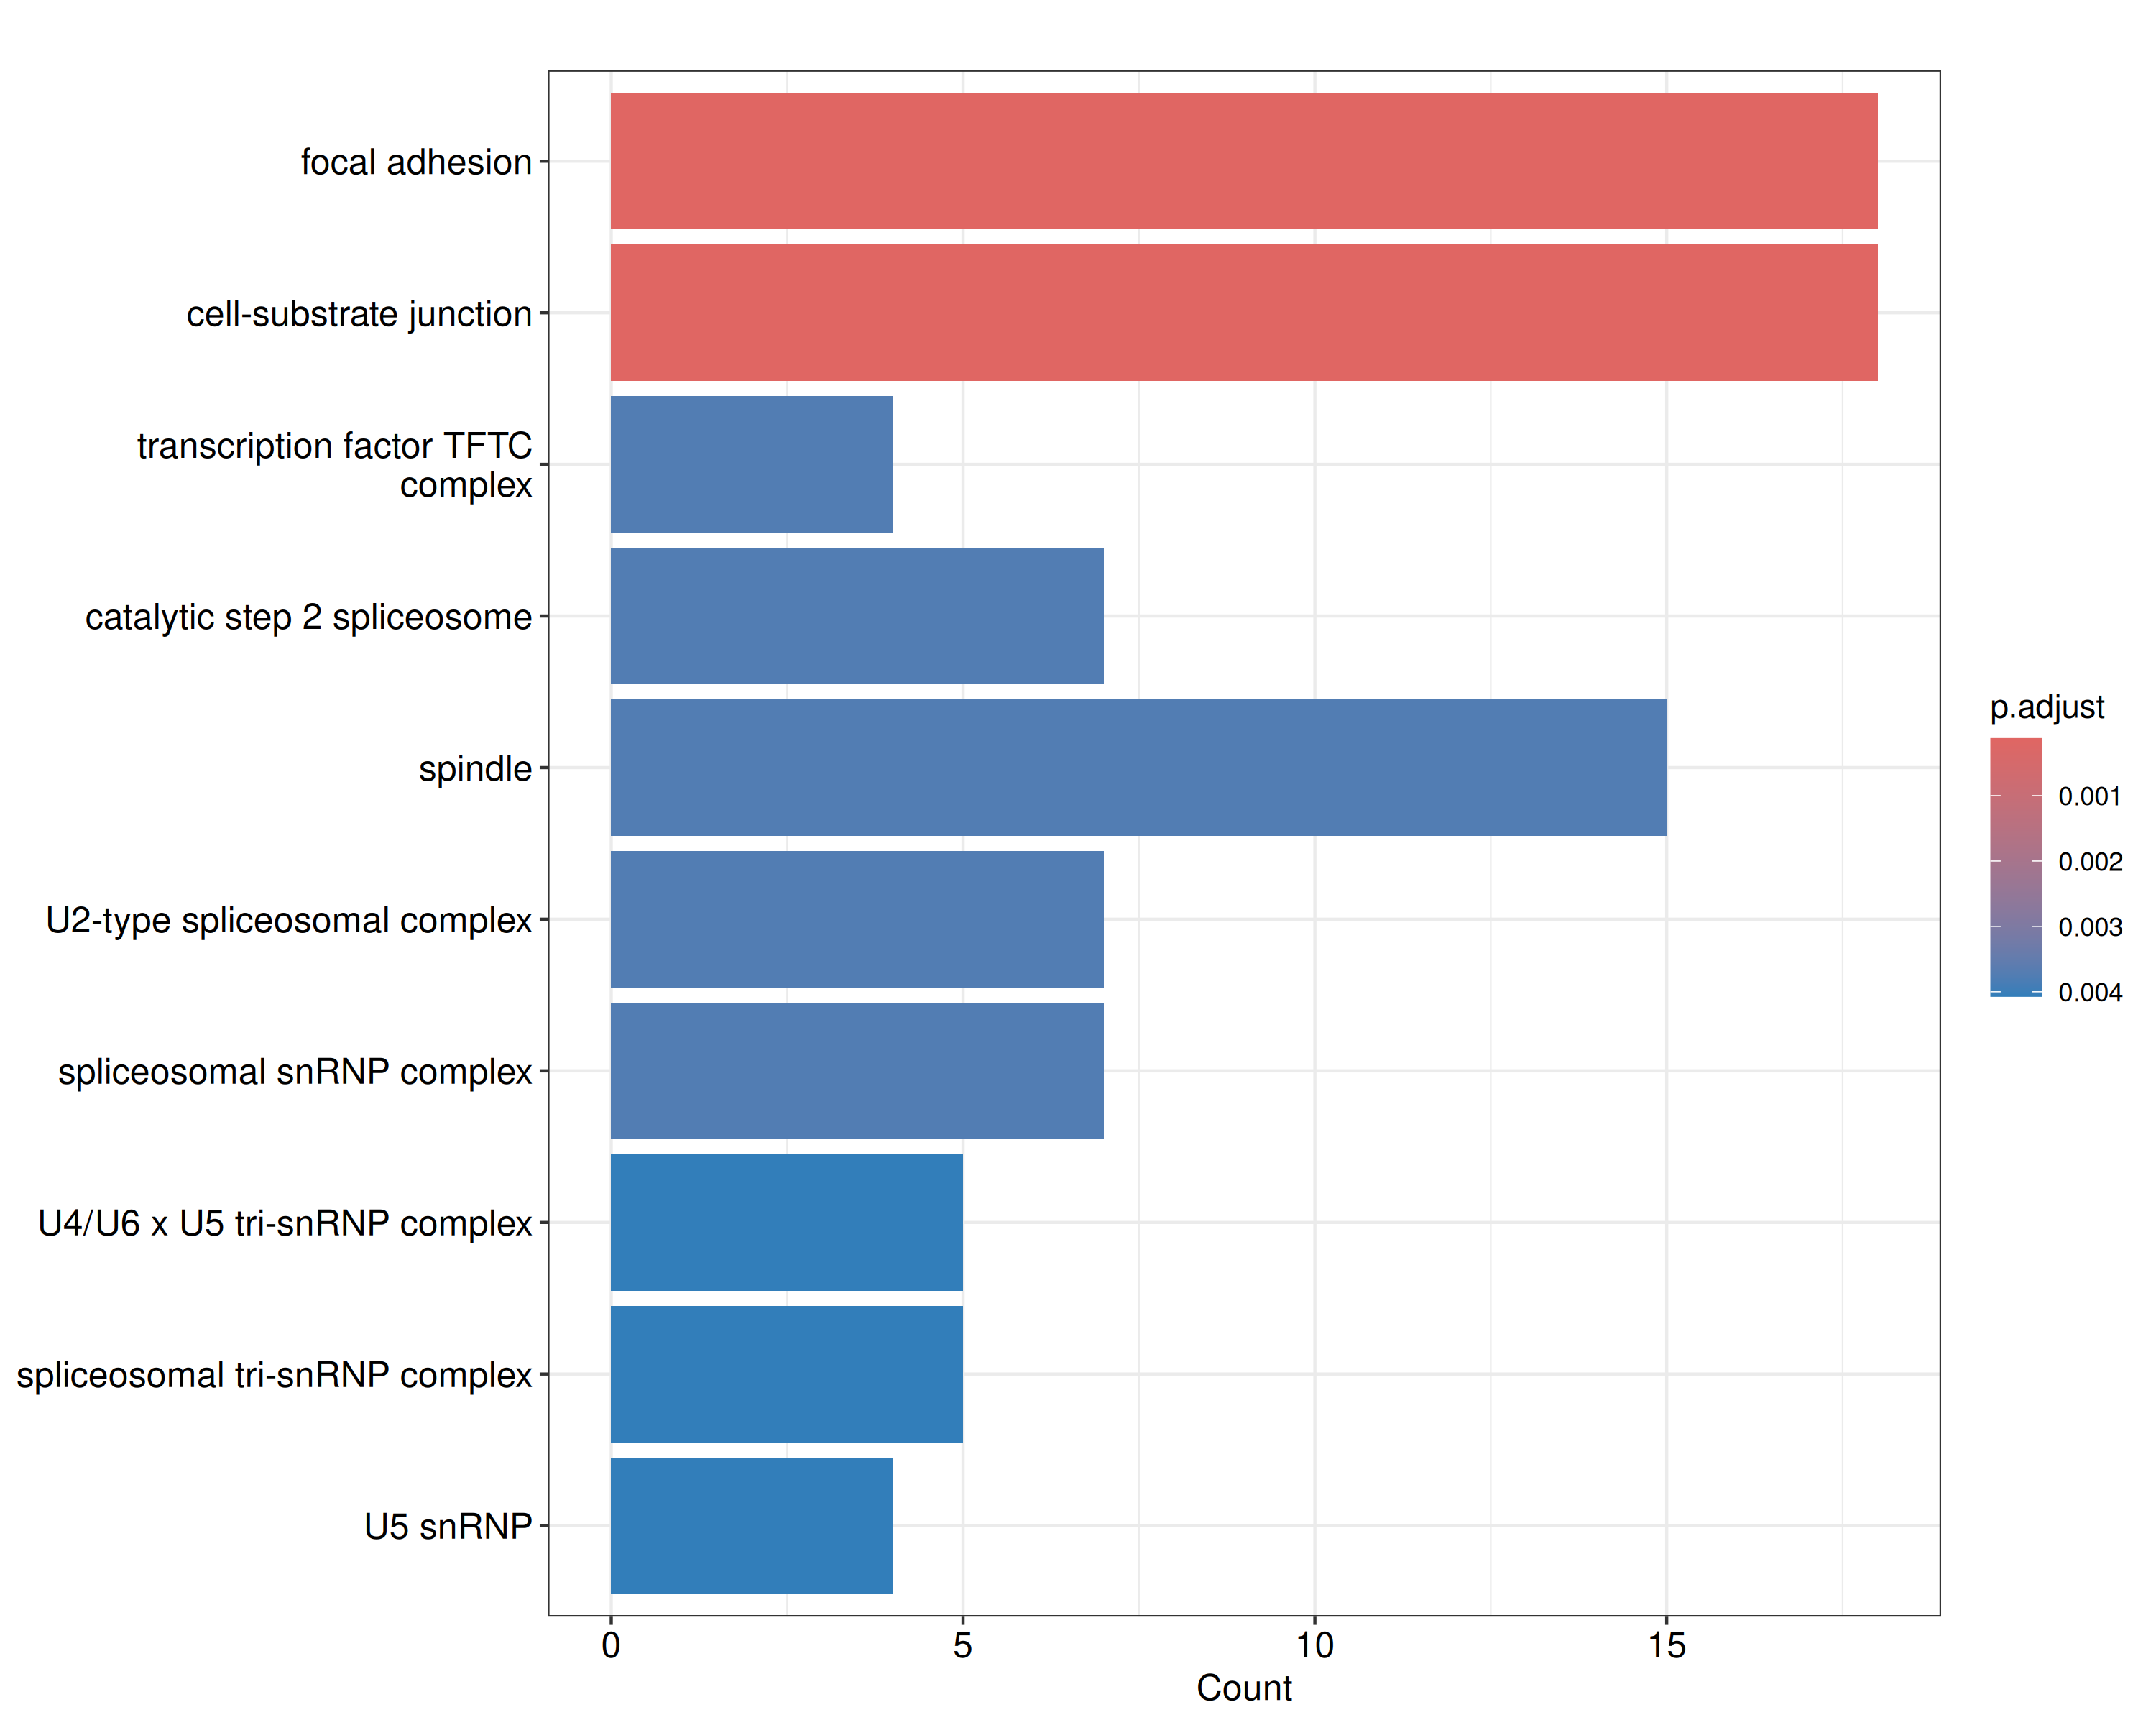 focal adhesion
cell-substrate junction
transcription factor TFTC
complex
catalytic step 2 spliceosome
spindle
U2-type spliceosomal complex
spliceosomal snRNP complex
U4/U6 x U5 tri-snRNP complex
spliceosomal tri-snRNP complex
U5 snRNP
0
5
10
15
Count
p.adjust
0.001
0.002
0.003
0.004